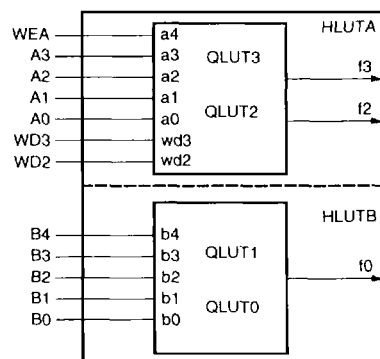 HLUTA
WEA a4
A3 a3 QLUT3
A2 a2 f3
A1 a1
A0 a0 QLUT2 f2
WD3 wd3
WD2 wd2
HLUTB
B4 b4
B3 b3 QLUT1
B2 b2 f0
B1 b1
B0 b0 QLUT0